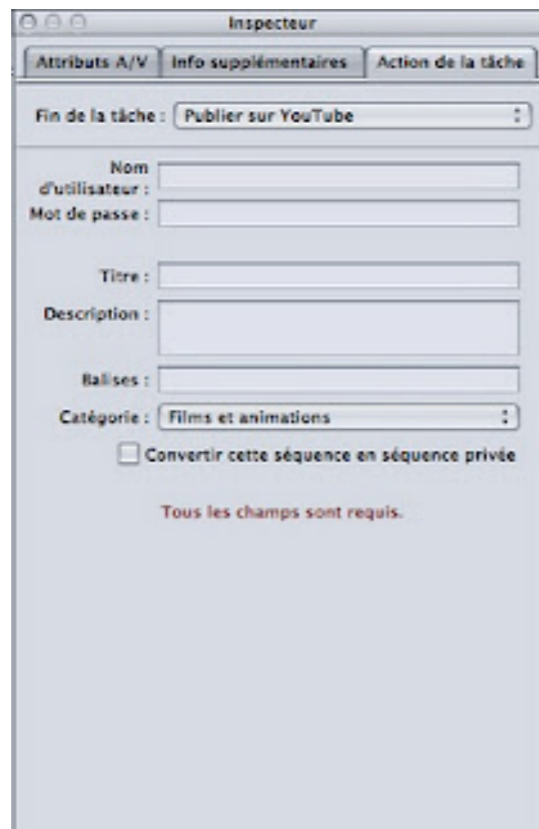 Inspecteur
Attributs A/V Info supplémentaires Action de la tâche
Fin de la tâche : Publier sur YouTube
Nom
d'utilisateur :
Mot de passe :
Titre :
Description :
Balises :
Catégorie : Films et animations
Convertir cette séquence en séquence privée
Tous les champs sont requis.